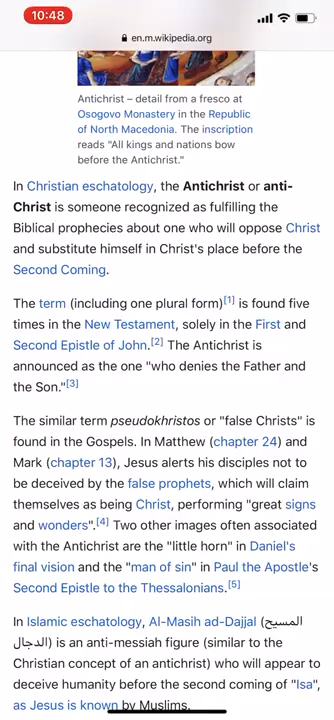 10:48
en.m.wikipedia.org
Antichrist – detail from a fresco at
Osogovo Monastery in the Republic
of North Macedonia. The inscription
reads "All kings and nations bow
before the Antichrist."
In Christian eschatology, the Antichrist or anti-
Christ is someone recognized as fulfilling the
Biblical prophecies about one who will oppose Christ
and substitute himself in Christ's place before the
Second Coming.
The term (including one plural form)[1] is found five
times in the New Testament, solely in the First and
Second Epistle of John.[2] The Antichrist is
announced as the one "who denies the Father and
the Son."[3]
The similar term pseudokhristos or "false Christs" is
found in the Gospels. In Matthew (chapter 24) and
Mark (chapter 13), Jesus alerts his disciples not to
be deceived by the false prophets, which will claim
themselves as being Christ, performing "great signs
and wonders".[4] Two other images often associated
with the Antichrist are the "little horn" in Daniel's
final vision and the "man of sin" in Paul the Apostle's
Second Epistle to the Thessalonians.[5]
In Islamic eschatology, Al-Masih ad-Dajjal (المسيح
الدجال) is an anti-messiah figure (similar to the
Christian concept of an antichrist) who will appear to
deceive humanity before the second coming of "Isa",
as Jesus is known by Muslims.